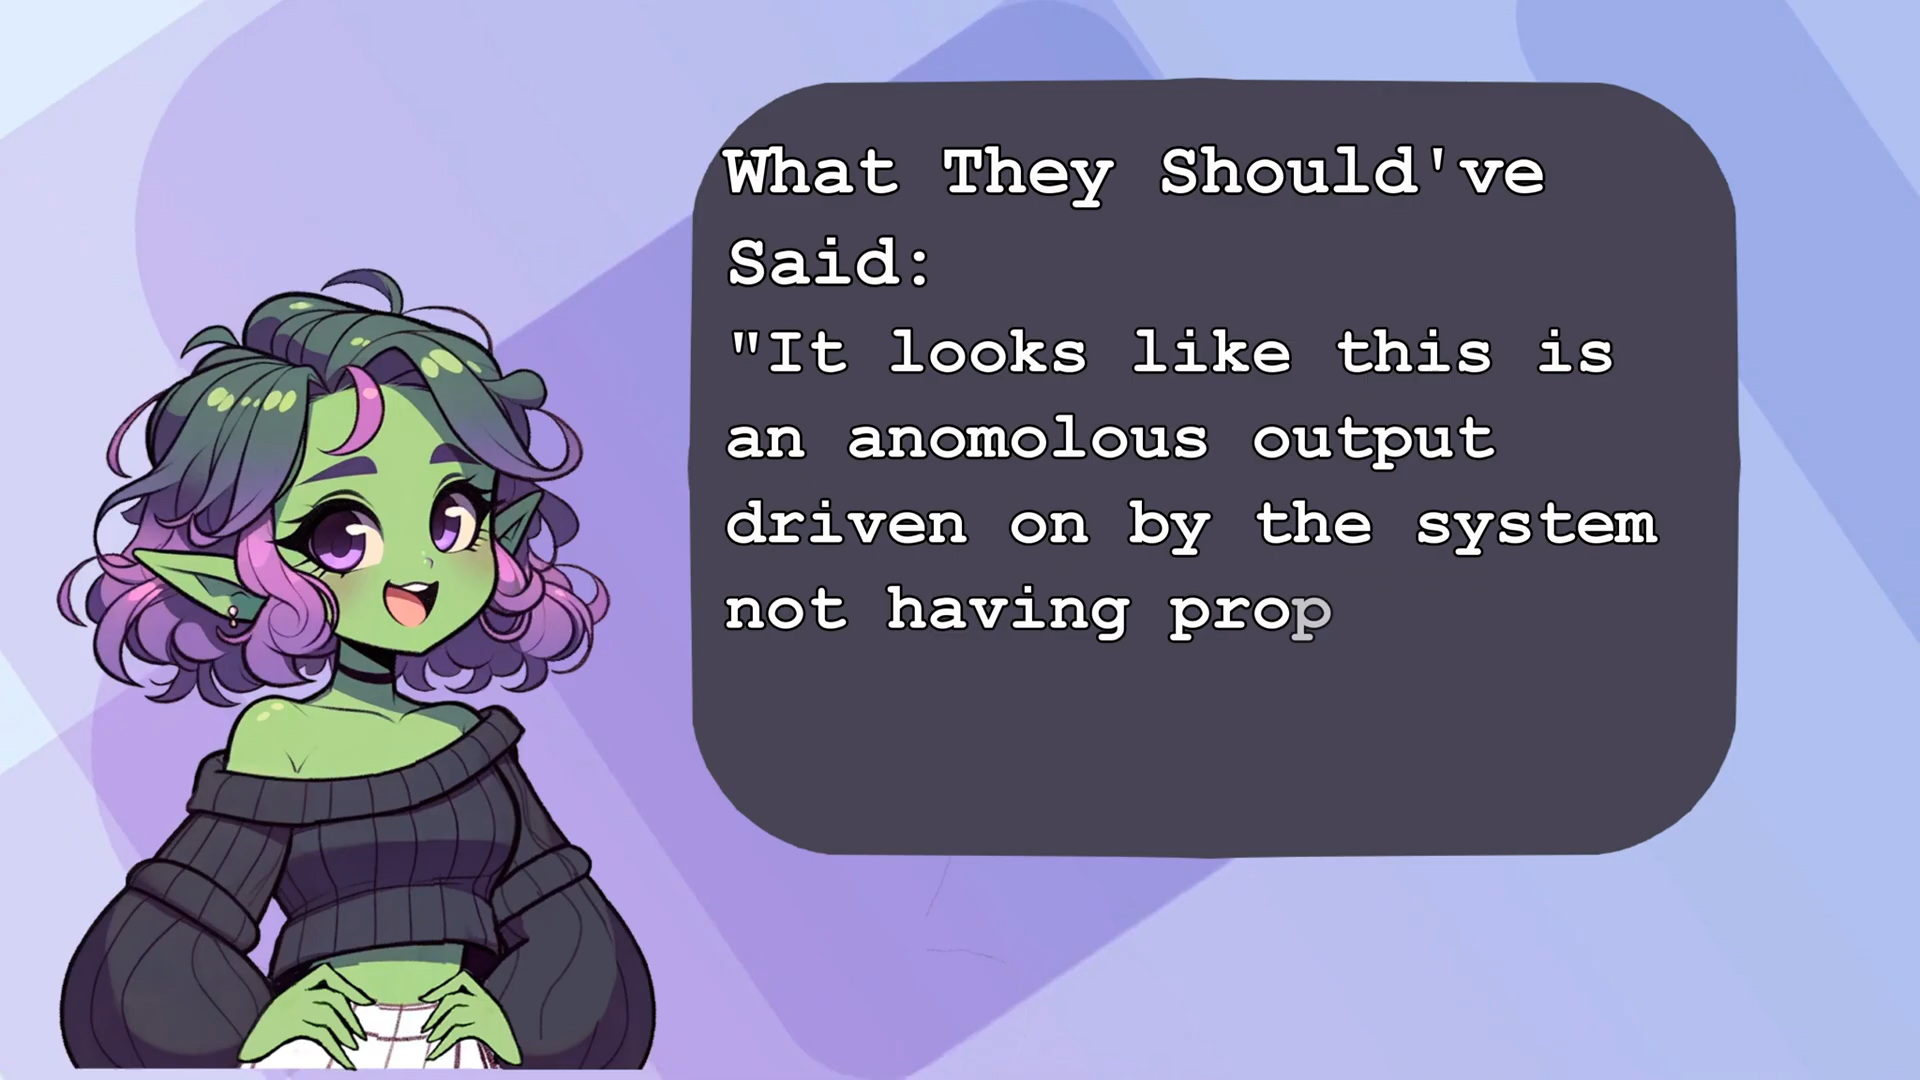 What They Should've
Said:
"It looks like this is
an anomolous output
driven on by the system
not having prop